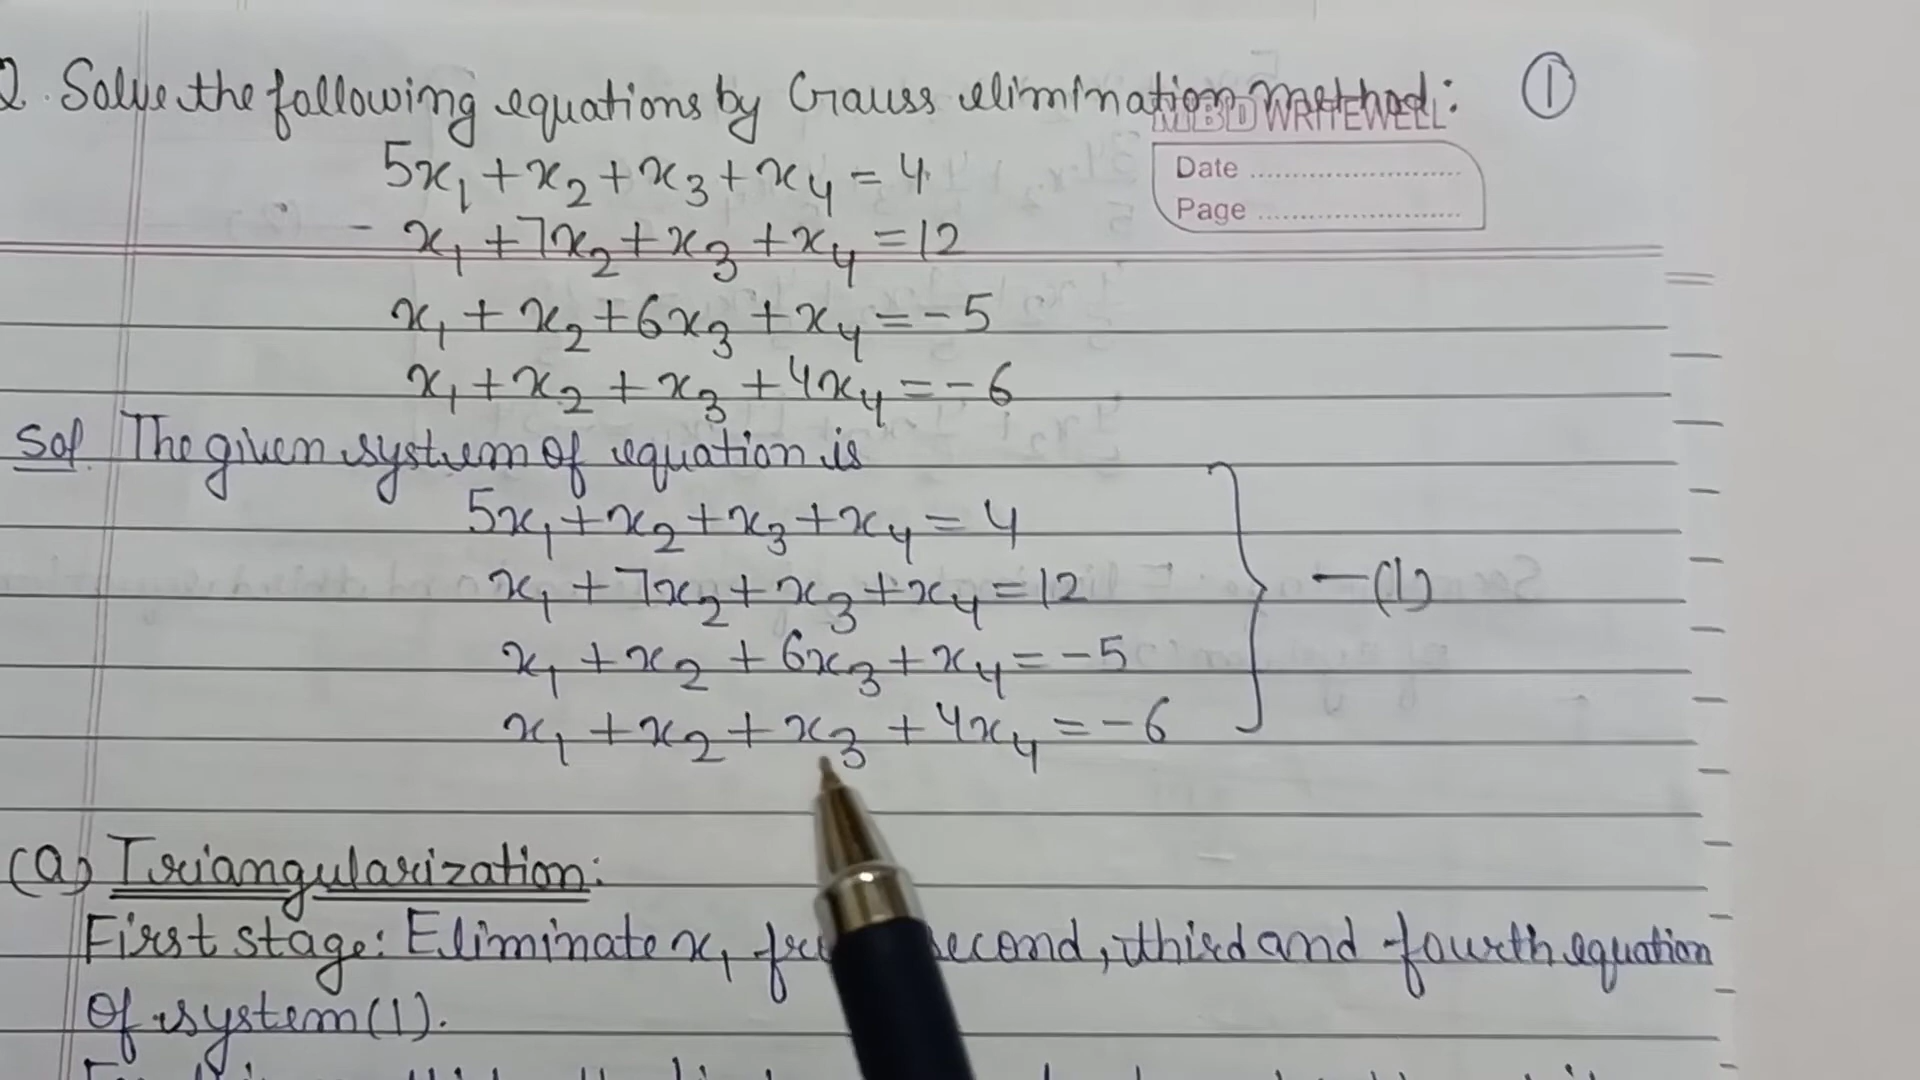 Q. Solve the following equations by Gauss elimination method: ①
MBD WRITEWELL
5x₁ + x₂ + x₃ + x₄ = 4
Date
Page
- x₁ + 7x₂ + x₃ + x₄ = 12
x₁ + x₂ + 6x₃ + x₄ = -5
x₁ + x₂ + x₃ + 4x₄ = -6
Sol. The given system of equation is
5x₁ + x₂ + x₃ + x₄ = 4
x₁ + 7x₂ + x₃ + x₄ = 12 —(1)
x₁ + x₂ + 6x₃ + x₄ = -5
x₁ + x₂ + x₃ + 4x₄ = -6
(a) Triangularization:
First stage: Eliminate x₁ second, third and fourth equation
of system (1).